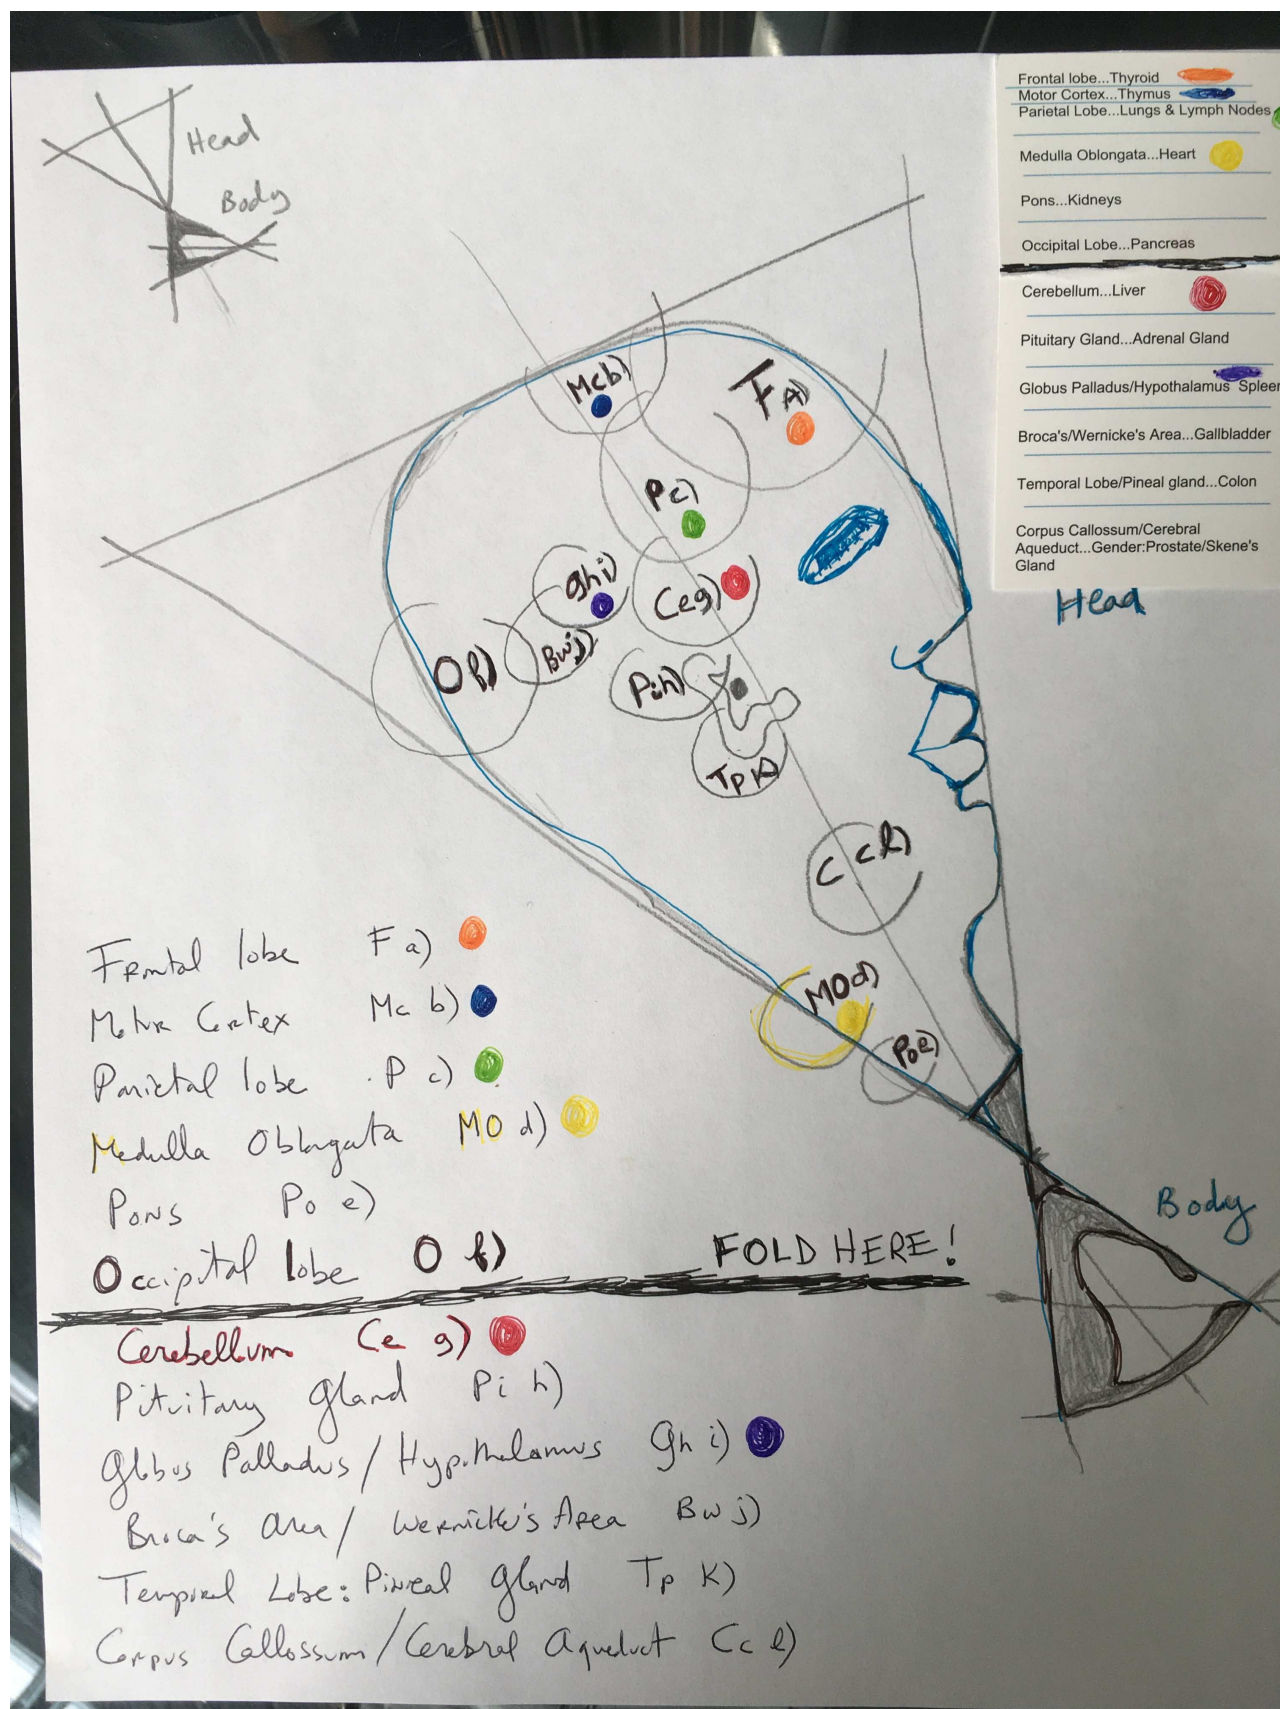 Head
Body
Frontal lobe...Thyroid
Motor Cortex...Thymus
Parietal Lobe...Lungs & Lymph Nodes
Medulla Oblongata...Heart
Pons...Kidneys
Occipital Lobe...Pancreas
Cerebellum...Liver
Pituitary Gland...Adrenal Gland
Globus Palladus/Hypothalamus Spleen
Broca's/Wernicke's Area...Gallbladder
Temporal Lobe/Pineal gland...Colon
Corpus Callossum/Cerebral
Aqueduct...Gender:Prostate/Skene's
Gland
Head
Mcb)
FA)
Pc)
ghi)
Ceg)
Bwj)
Of)
Pih)
TpK)
Ccl)
MOd)
Poe)
Frontal lobe Fa)
Motor Cortex Mc b)
Parietal lobe P c)
Medulla Oblongata MO d)
Pons Po e)
Body
Occipital lobe O f)
FOLD HERE!
Cerebellum Ce g)
Pituitary Gland Pi h)
Globus Palladus/Hypothalamus Gh i)
Broca's Area/Wernicke's Area Bw j)
Temporal Lobe: Pineal Gland Tp K)
Corpus Callossum/Cerebral Aqueduct Cc l)